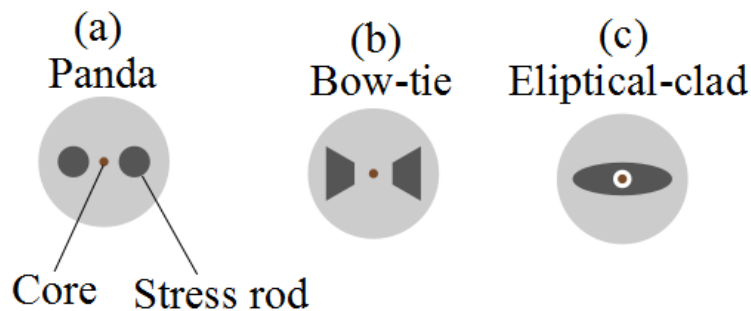 (a)
Panda
(b)
Bow-tie
(c)
Eliptical-clad
Core
Stress rod